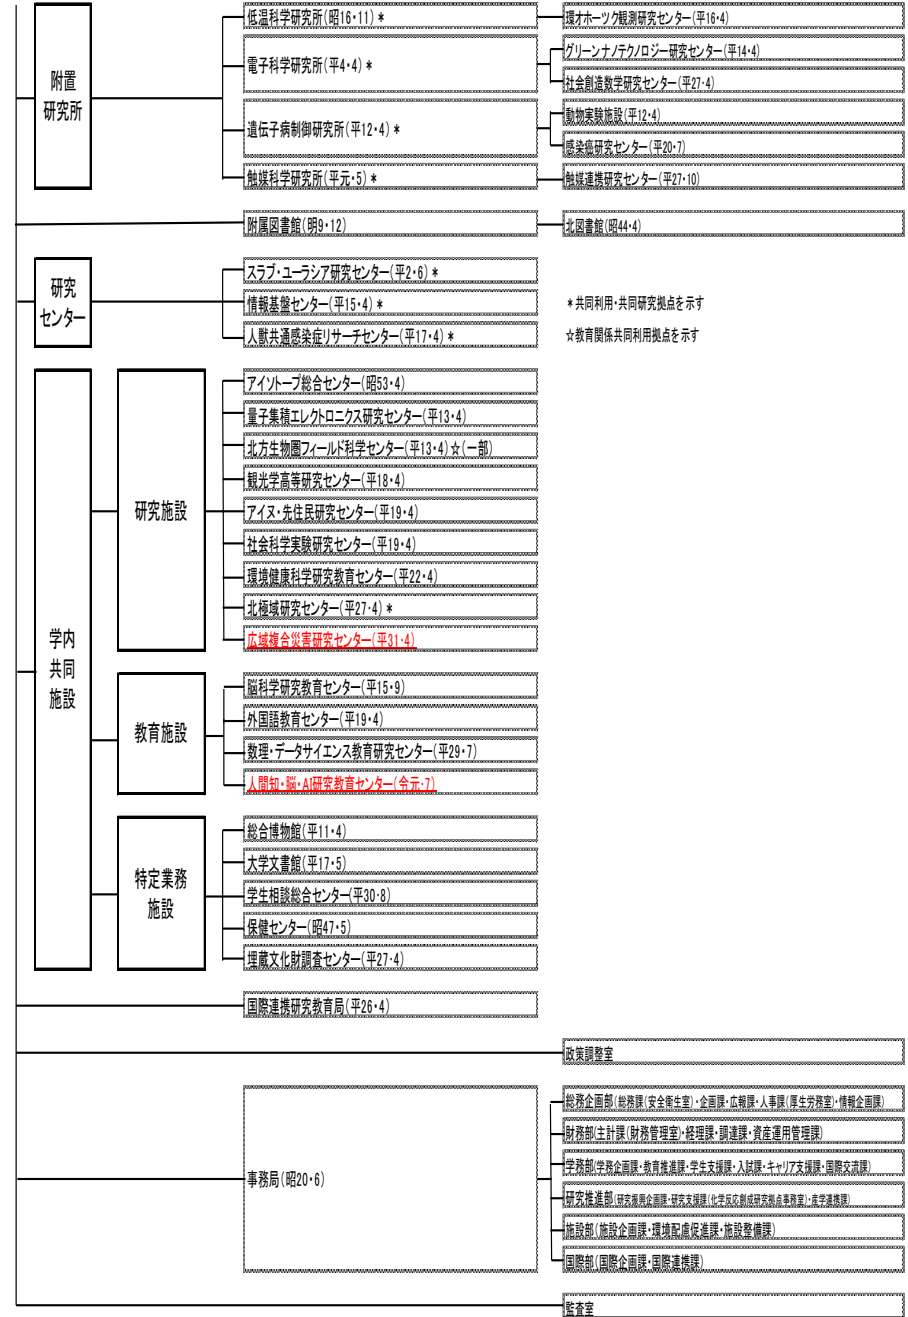 附置
研究所
低温科学研究所(昭16・11)*
環オホーツク観測研究センター(平16・4)
電子科学研究所(平4・4)*
グリーンナノテクノロジー研究センター(平14・4)
社会創造数学研究センター(平27・4)
遺伝子病制御研究所(平12・4)*
動物実験施設(平12・4)
感染癌研究センター(平20・7)
触媒科学研究所(平元・5)*
触媒連携研究センター(平27・10)
附属図書館(明9・12)
北図書館(昭44・4)
研究
センター
スラブ・ユーラシア研究センター(平2・6)*
情報基盤センター(平15・4)*
人獣共通感染症リサーチセンター(平17・4)*
*共同利用・共同研究拠点を示す
☆教育関係共同利用拠点を示す
学内
共同
施設
研究施設
アイソトープ総合センター(昭53・4)
量子集積エレクトロニクス研究センター(平13・4)
北方生物圏フィールド科学センター(平13・4)☆(一部)
観光学高等研究センター(平18・4)
アイヌ・先住民研究センター(平19・4)
社会科学実験研究センター(平19・4)
環境健康科学研究教育センター(平22・4)
北極域研究センター(平27・4)*
広域複合災害研究センター(平31・4)
教育施設
脳科学研究教育センター(平15・9)
外国語教育センター(平19・4)
数理・データサイエンス教育研究センター(平29・7)
人間知・脳・AI研究教育センター(令元・7)
特定業務
施設
総合博物館(平11・4)
大学文書館(平17・5)
学生相談総合センター(平30・8)
保健センター(昭47・5)
埋蔵文化財調査センター(平27・4)
国際連携研究教育局(平26・4)
政策調整室
事務局(昭20・6)
総務企画部(総務課(安全衛生室)・企画課・広報課・人事課(厚生労務室)・情報企画課)
財務部(主計課(財務管理室)・経理課・調達課・資産運用管理課)
学務部(学務企画課・教育推進課・学生支援課・入試課・キャリア支援課・国際交流課)
研究推進部(研究振興企画課・研究支援課(化学反応創成研究拠点事務室)・産学連携課)
施設部(施設企画課・環境配慮促進課・施設整備課)
国際部(国際企画課・国際連携課)
監査室